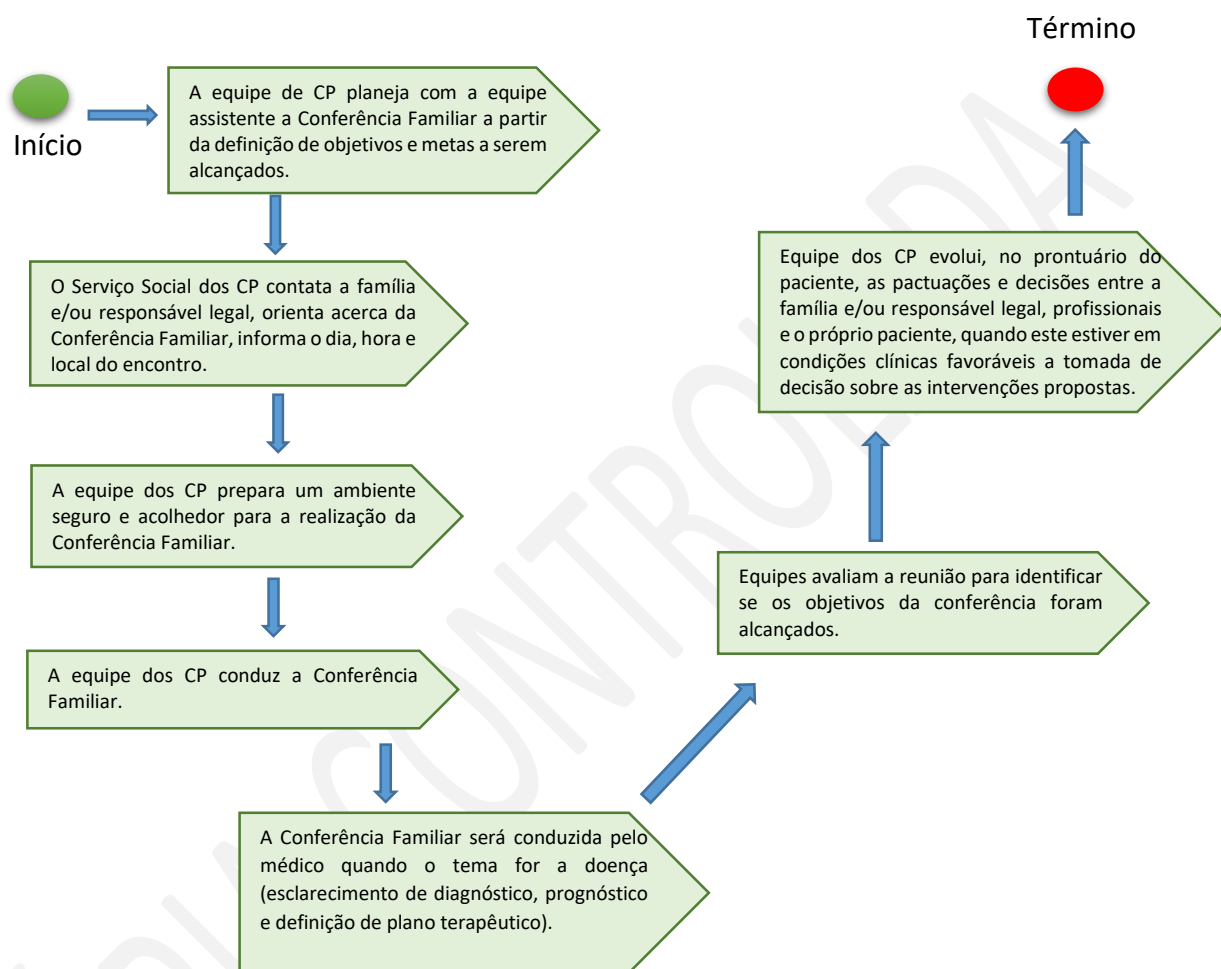 Início
A equipe de CP planeja com a equipe
assistente a Conferência Familiar a partir
da definição de objetivos e metas a serem
alcançados.
O Serviço Social dos CP contata a família
e/ou responsável legal, orienta acerca da
Conferência Familiar, informa o dia, hora e
local do encontro.
A equipe dos CP prepara um ambiente
seguro e acolhedor para a realização da
Conferência Familiar.
A equipe dos CP conduz a Conferência
Familiar.
A Conferência Familiar será conduzida pelo
médico quando o tema for a doença
(esclarecimento de diagnóstico, prognóstico
e definição de plano terapêutico).
Equipes avaliam a reunião para identificar
se os objetivos da conferência foram
alcançados.
Equipe dos CP evolui, no prontuário do
paciente, as pactuações e decisões entre a
família e/ou responsável legal, profissionais
e o próprio paciente, quando este estiver em
condições clínicas favoráveis a tomada de
decisão sobre as intervenções propostas.
Término